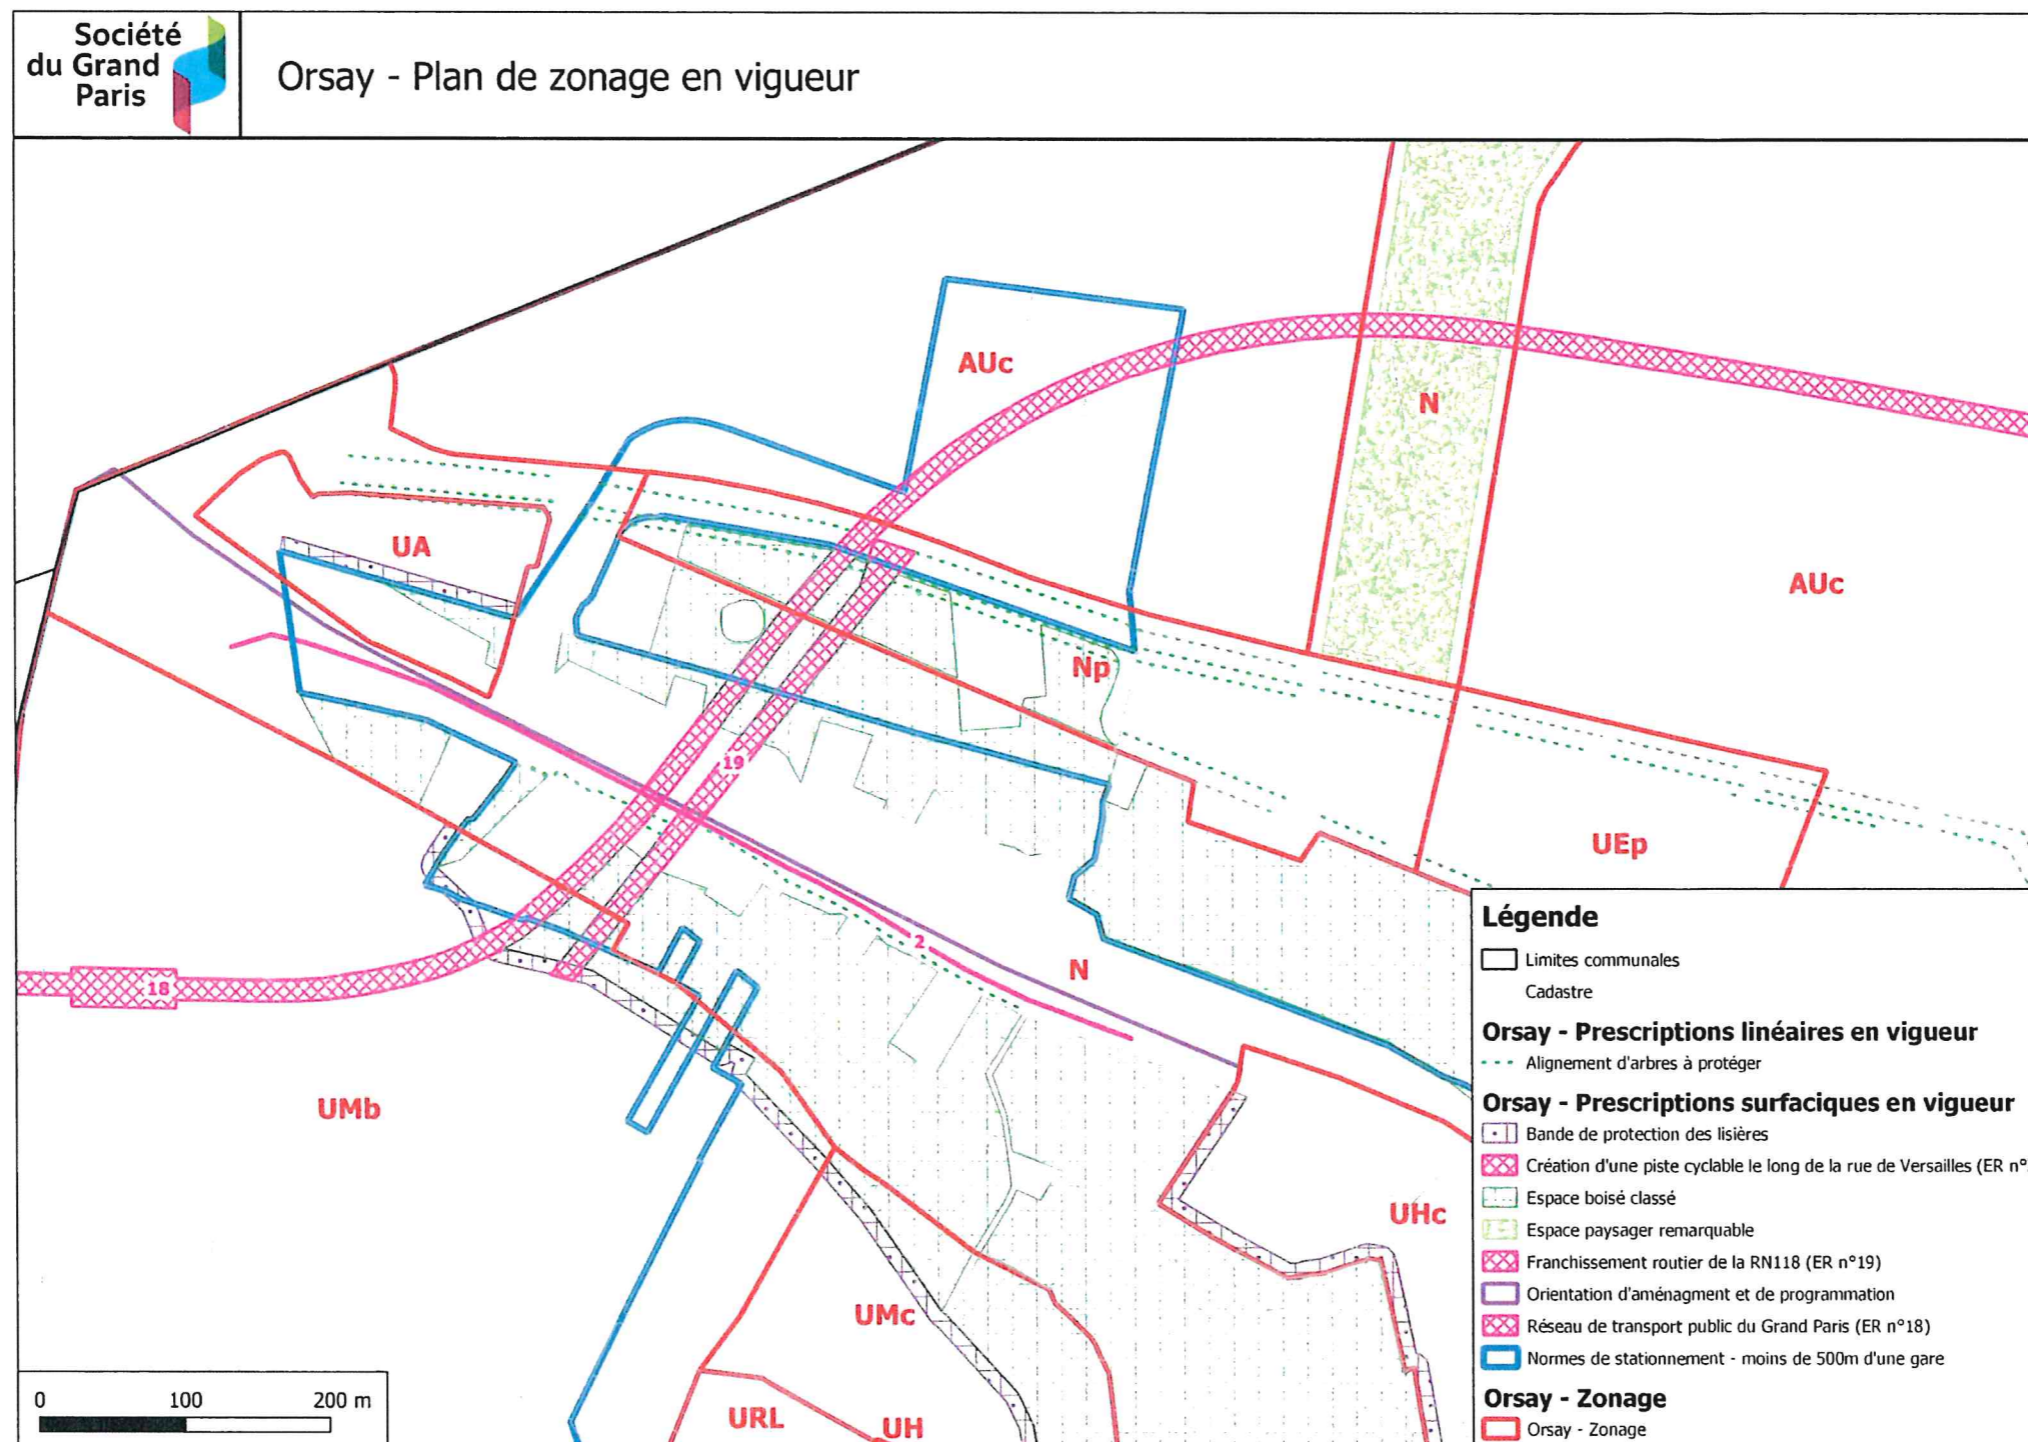 Société
du Grand
Paris
Orsay - Plan de zonage en vigueur
AUc
N
UA
AUc
Np
19
UEp
2
N
18
UMb
UHc
UMc
URL
UH
0 100 200 m
Légende
Limites communales
Cadastre
Orsay - Prescriptions linéaires en vigueur
Alignement d'arbres à protéger
Orsay - Prescriptions surfaciques en vigueur
Bande de protection des lisières
Création d'une piste cyclable le long de la rue de Versailles (ER n°
Espace boisé classé
Espace paysager remarquable
Franchissement routier de la RN118 (ER n°19)
Orientation d'aménagment et de programmation
Réseau de transport public du Grand Paris (ER n°18)
Normes de stationnement - moins de 500m d'une gare
Orsay - Zonage
Orsay - Zonage